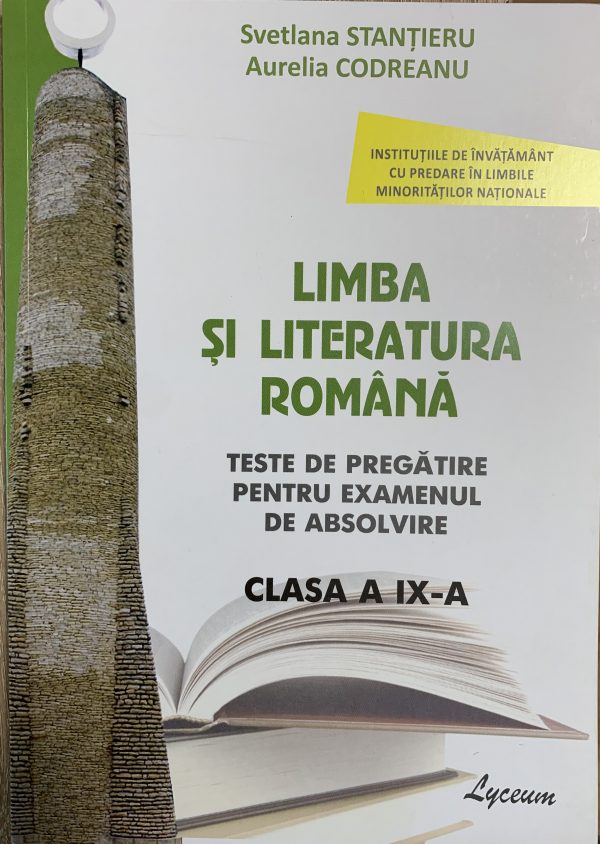 Svetlana STANȚIERU
Aurelia CODREANU
INSTITUȚIILE DE ÎNVĂȚĂMÂNT
CU PREDARE ÎN LIMBILE
MINORITĂȚILOR NAȚIONALE
LIMBA
ȘI LITERATURA
ROMÂNĂ
TESTE DE PREGĂTIRE
PENTRU EXAMENUL
DE ABSOLVIRE
CLASA A IX-A
Lyceum